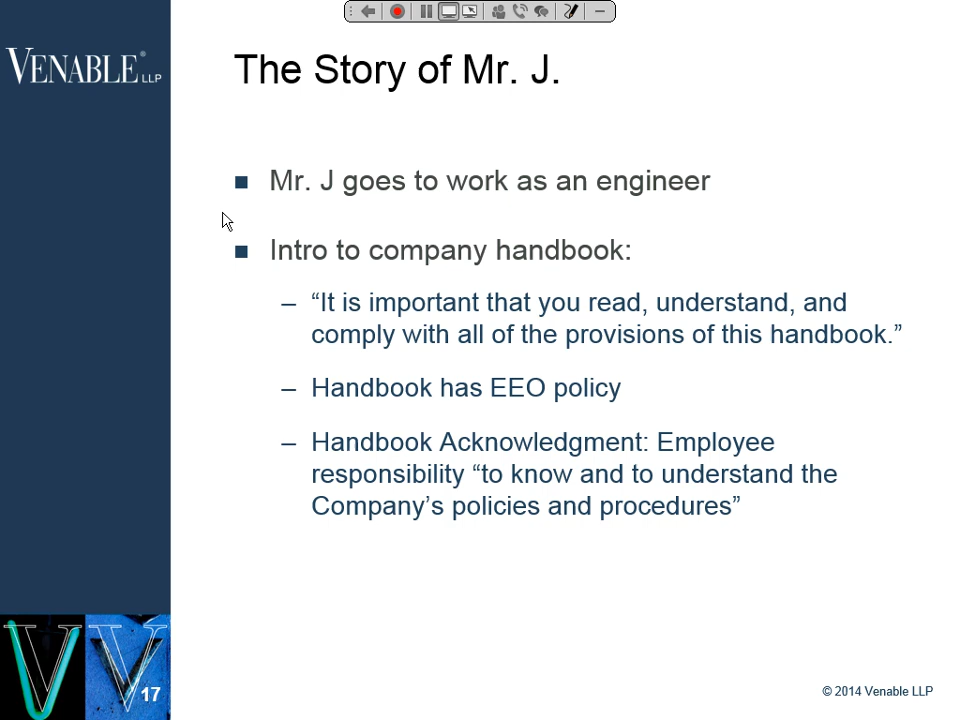 VENABLE® LLP
The Story of Mr. J.
Mr. J goes to work as an engineer
Intro to company handbook:
– “It is important that you read, understand, and
comply with all of the provisions of this handbook.”
– Handbook has EEO policy
– Handbook Acknowledgment: Employee
responsibility “to know and to understand the
Company’s policies and procedures”
17
© 2014 Venable LLP